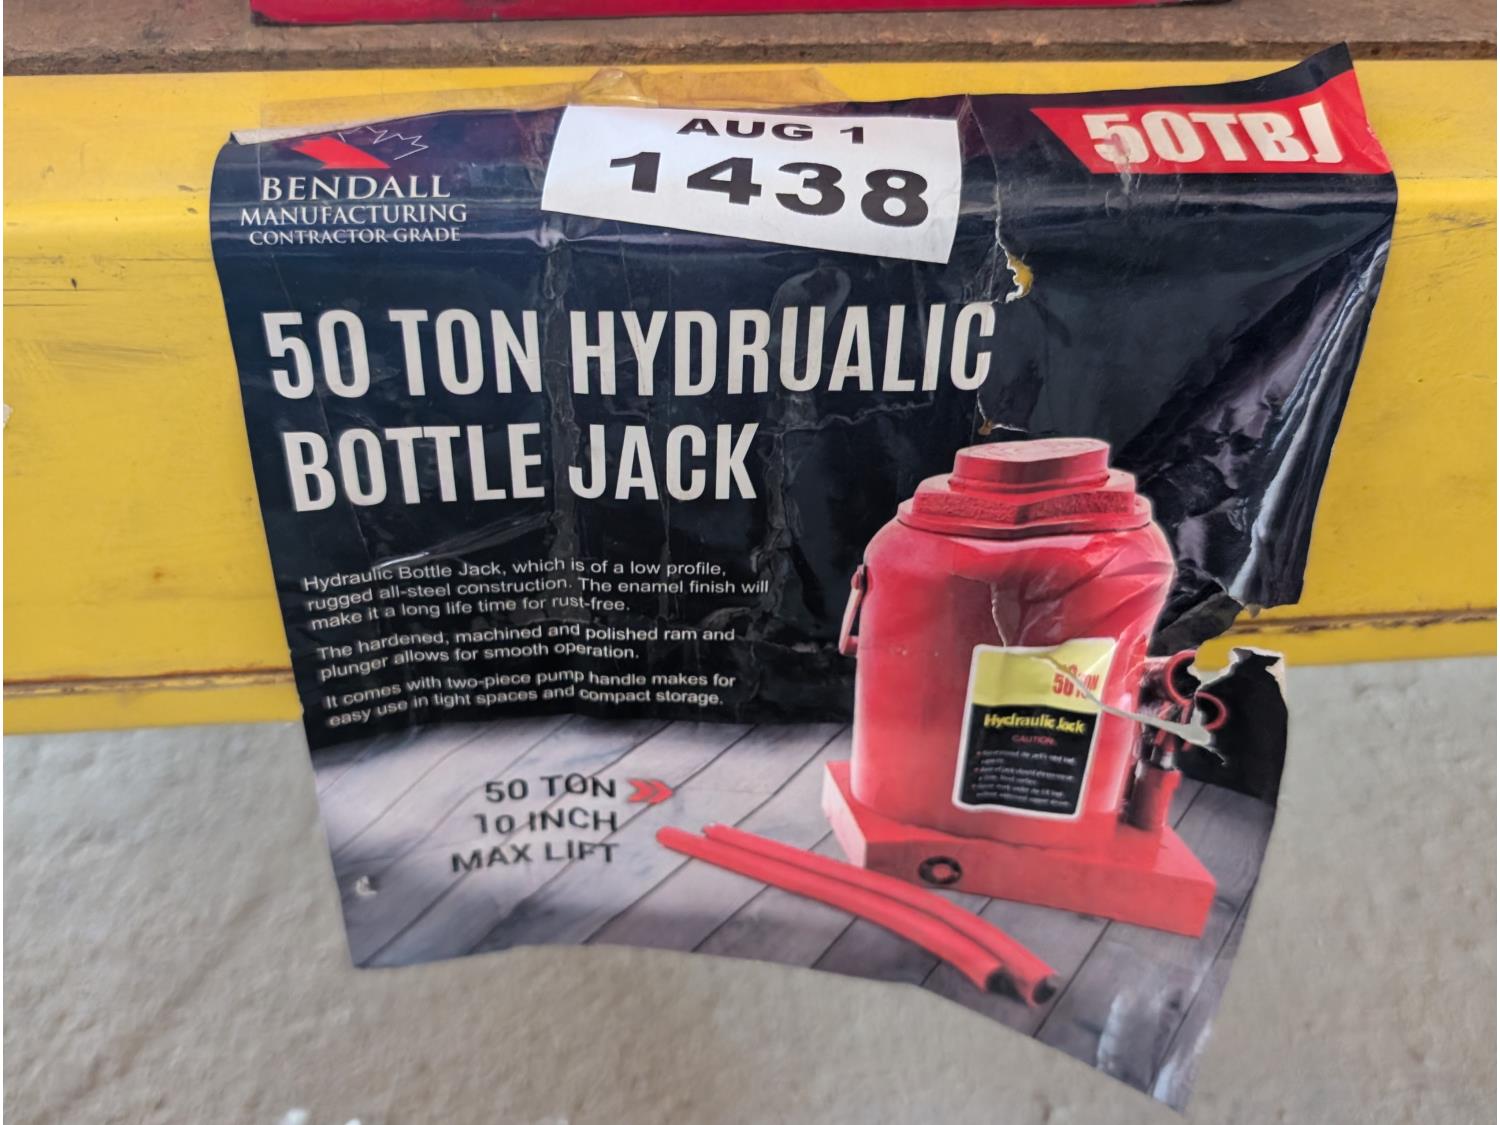 AUG 1
1438
50TBJ
BENDALL
MANUFACTURING
CONTRACTOR GRADE
50 TON HYDRUALIC
BOTTLE JACK
Hydraulic Bottle Jack, which is of a low profile,
rugged all-steel construction. The enamel finish will
make it a long life time for rust-free.
The hardened, machined and polished ram and
plunger allows for smooth operation.
It comes with two-piece pump handle makes for
easy use in tight spaces and compact storage.
50 TON
10 INCH
MAX LIFT
50 TON
Hydraulic Jack
CAUTION